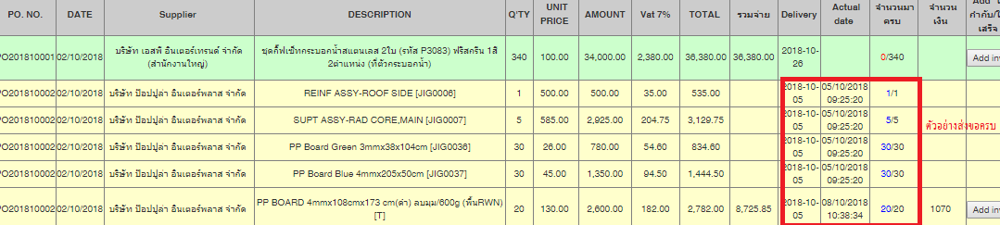 PO. NO. DATE Supplier DESCRIPTION Q'TY UNIT PRICE AMOUNT Vat 7% TOTAL รวมจ่าย Delivery Actual date จำนวนมาครบ จำนวนเงิน Add กำกับ/ใ เสร็จ
PO201810001 02/10/2018 บริษัท เอสพี อินเตอร์เทรนด์ จำกัด (สำนักงานใหญ่) ชุดกิ๊ฟเซ็ทกระบอกน้ำสแตนเลส 2ใบ (รหัส P3083) ฟรีสกรีน 1สี 2ตำแหน่ง (ที่ตัวกระบอกน้ำ) 340 100.00 34,000.00 2,380.00 36,380.00 36,380.00 2018-10-26 0/340 Add in
PO201810002 02/10/2018 บริษัท ป๊อปปูล่า อินเตอร์พลาส จำกัด REINF ASSY-ROOF SIDE [JIG0006] 1 500.00 500.00 35.00 535.00 2018-10-05 05/10/2018 09:25:20 1/1
PO201810002 02/10/2018 บริษัท ป๊อปปูล่า อินเตอร์พลาส จำกัด SUPT ASSY-RAD CORE,MAIN [JIG0007] 5 585.00 2,925.00 204.75 3,129.75 2018-10-05 05/10/2018 09:25:20 5/5 ตัวอย่างส่งของครบ
PO201810002 02/10/2018 บริษัท ป๊อปปูล่า อินเตอร์พลาส จำกัด PP Board Green 3mmx38x104cm [JIG0036] 30 26.00 780.00 54.60 834.60 2018-10-05 05/10/2018 09:25:20 30/30
PO201810002 02/10/2018 บริษัท ป๊อปปูล่า อินเตอร์พลาส จำกัด PP Board Blue 4mmx205x50cm [JIG0037] 30 45.00 1,350.00 94.50 1,444.50 2018-10-05 05/10/2018 09:25:20 30/30
PO201810002 02/10/2018 บริษัท ป๊อปปูล่า อินเตอร์พลาส จำกัด PP BOARD 4mmx108cmx173 cm(ดำ) ลบมุม/600g (พื้นRWN) [T] 20 130.00 2,600.00 182.00 2,782.00 8,725.85 2018-10-05 08/10/2018 10:38:34 20/20 1070 Add in